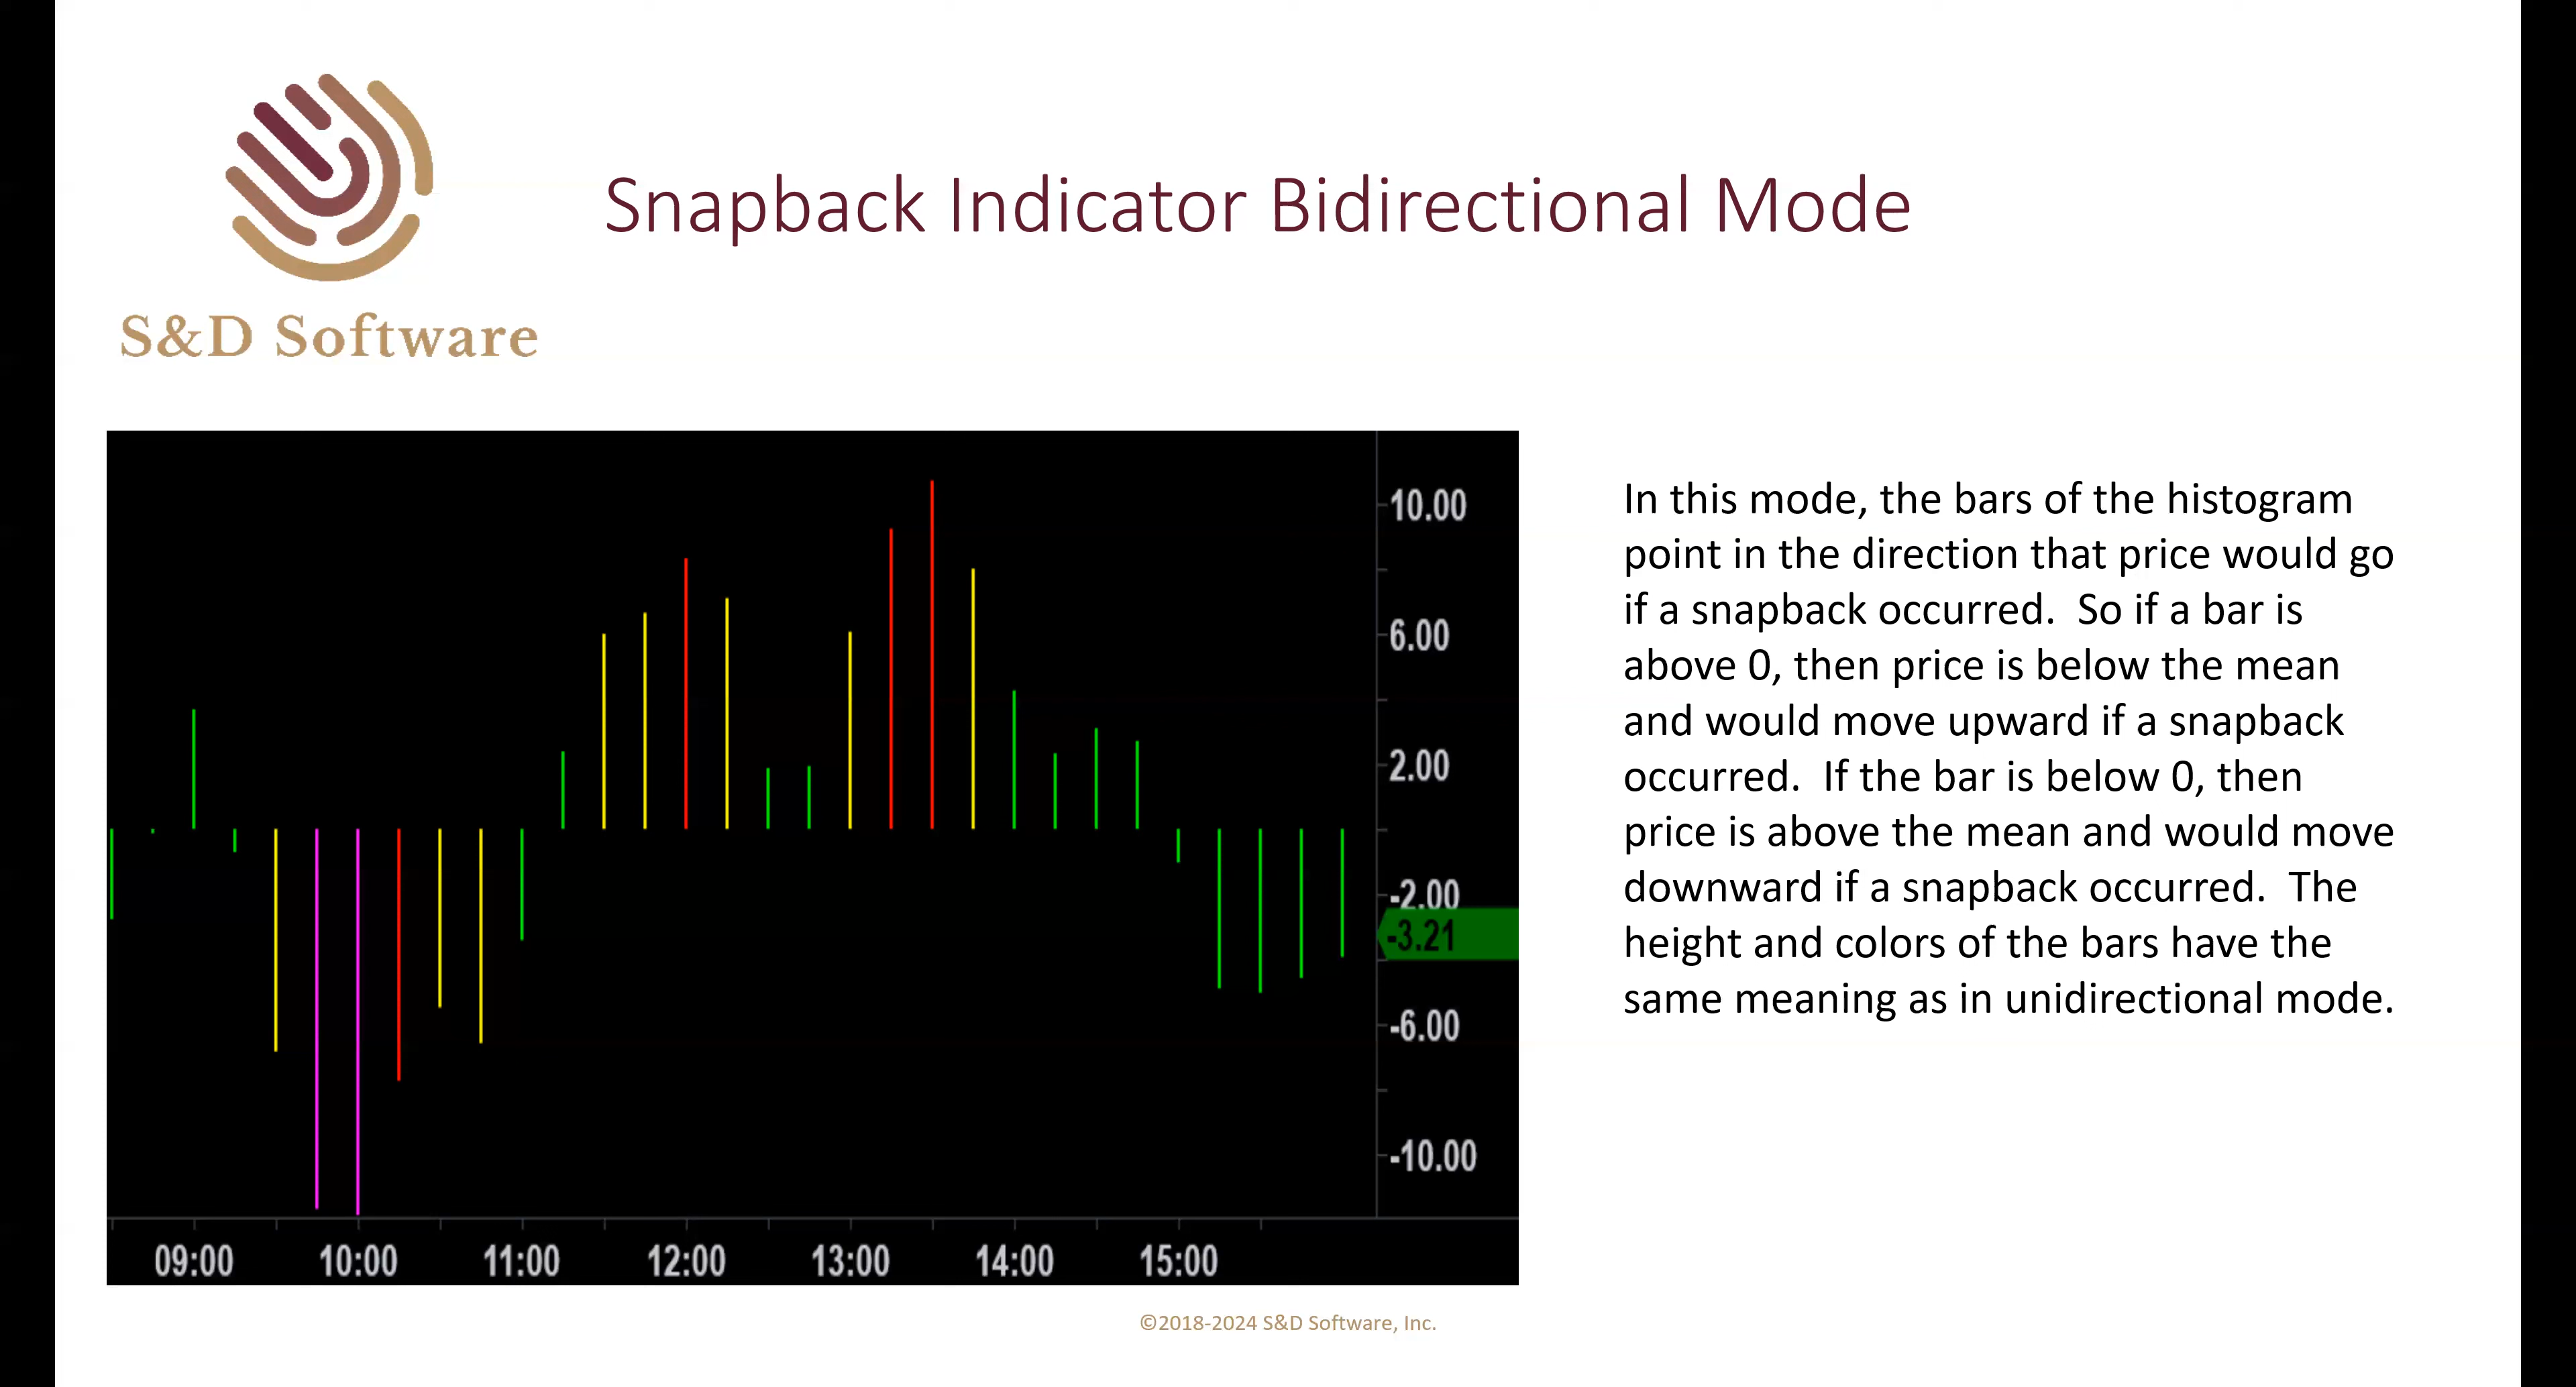 Snapback Indicator Bidirectional Mode
S&D Software
10.00
6.00
2.00
-2.00
-3.21
-6.00
-10.00
09:00 10:00 11:00 12:00 13:00 14:00 15:00
In this mode, the bars of the histogram
point in the direction that price would go
if a snapback occurred.  So if a bar is
above 0, then price is below the mean
and would move upward if a snapback
occurred.  If the bar is below 0, then
price is above the mean and would move
downward if a snapback occurred.  The
height and colors of the bars have the
same meaning as in unidirectional mode.
©2018-2024 S&D Software, Inc.